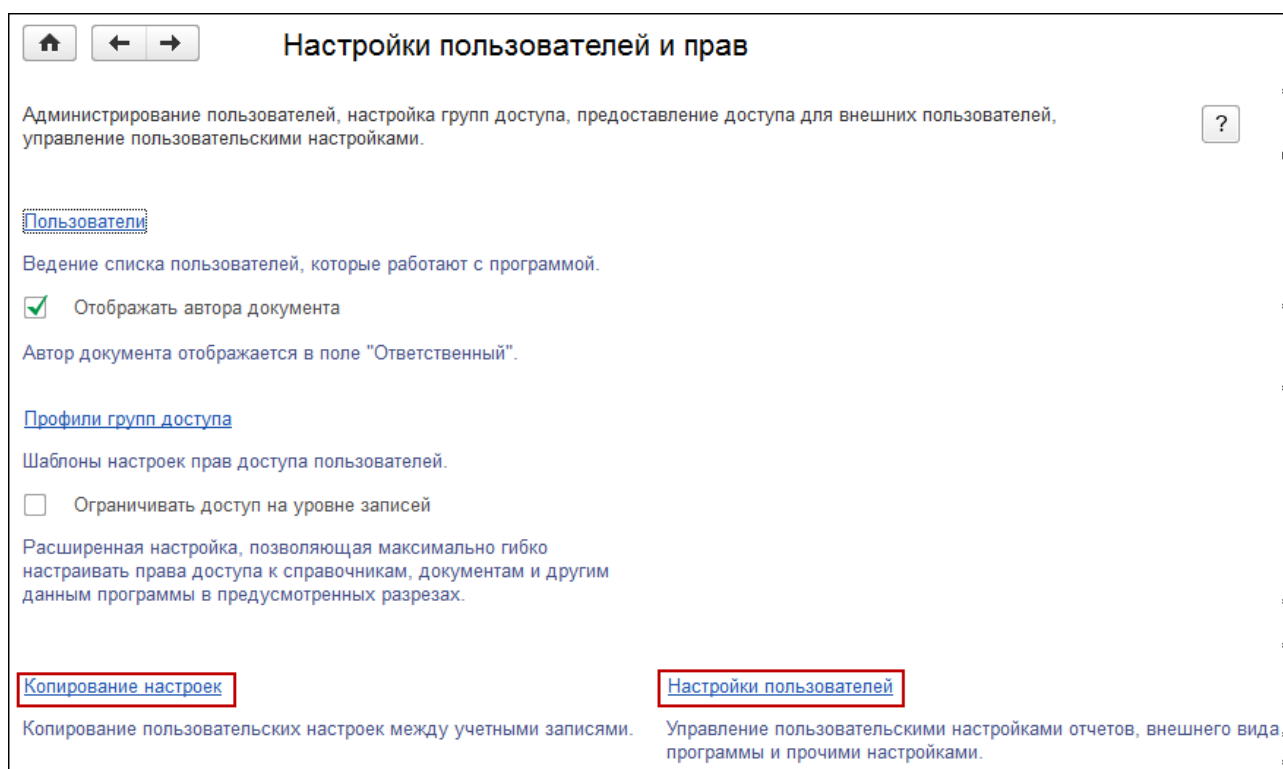 Настройки пользователей и прав
Администрирование пользователей, настройка групп доступа, предоставление доступа для внешних пользователей,
управление пользовательскими настройками.
?
Пользователи
Ведение списка пользователей, которые работают с программой.
Отображать автора документа
Автор документа отображается в поле "Ответственный".
Профили групп доступа
Шаблоны настроек прав доступа пользователей.
Ограничивать доступ на уровне записей
Расширенная настройка, позволяющая максимально гибко
настраивать права доступа к справочникам, документам и другим
данным программы в предусмотренных разрезах.
Копирование настроек
Копирование пользовательских настроек между учетными записями.
Настройки пользователей
Управление пользовательскими настройками отчетов, внешнего вида,
программы и прочими настройками.